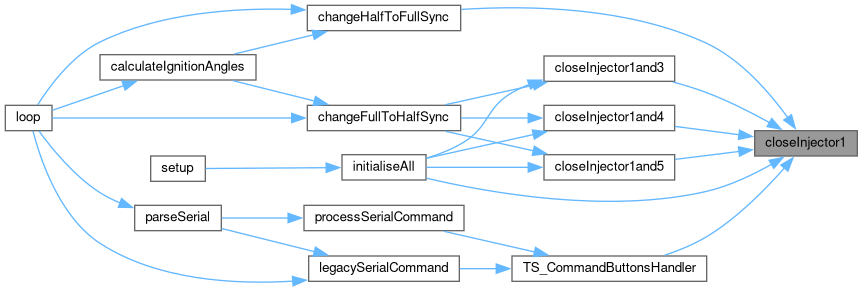 changeHalfToFullSync
calculateIgnitionAngles
closeInjector1and3
loop
changeFullToHalfSync
closeInjector1and4
closeInjector1
setup
initialiseAll
closeInjector1and5
parseSerial
processSerialCommand
legacySerialCommand
TS_CommandButtonsHandler